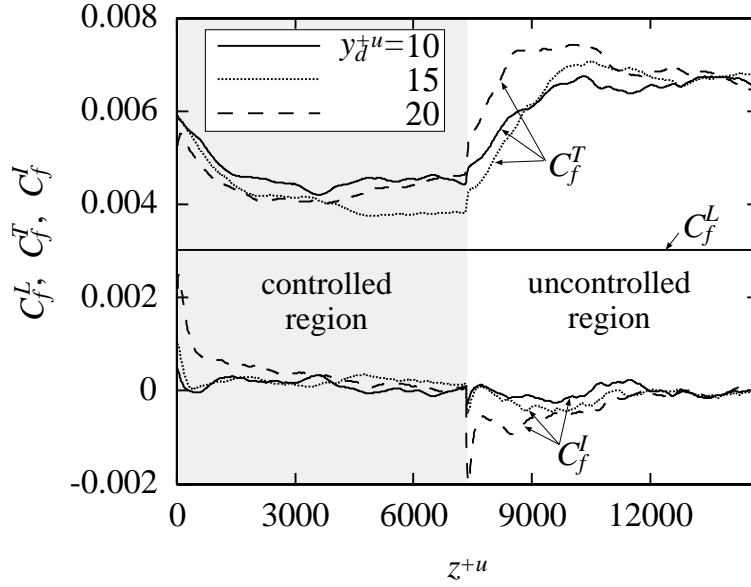 0.008
0.006
0.004
0.002
0
-0.002
C_f^L, C_f^T, C_f^I
y_d^{+u}=10
15
20
C_f^T
C_f^L
controlled
region
uncontrolled
region
C_f^I
0
3000
6000
9000
12000
z^{+u}